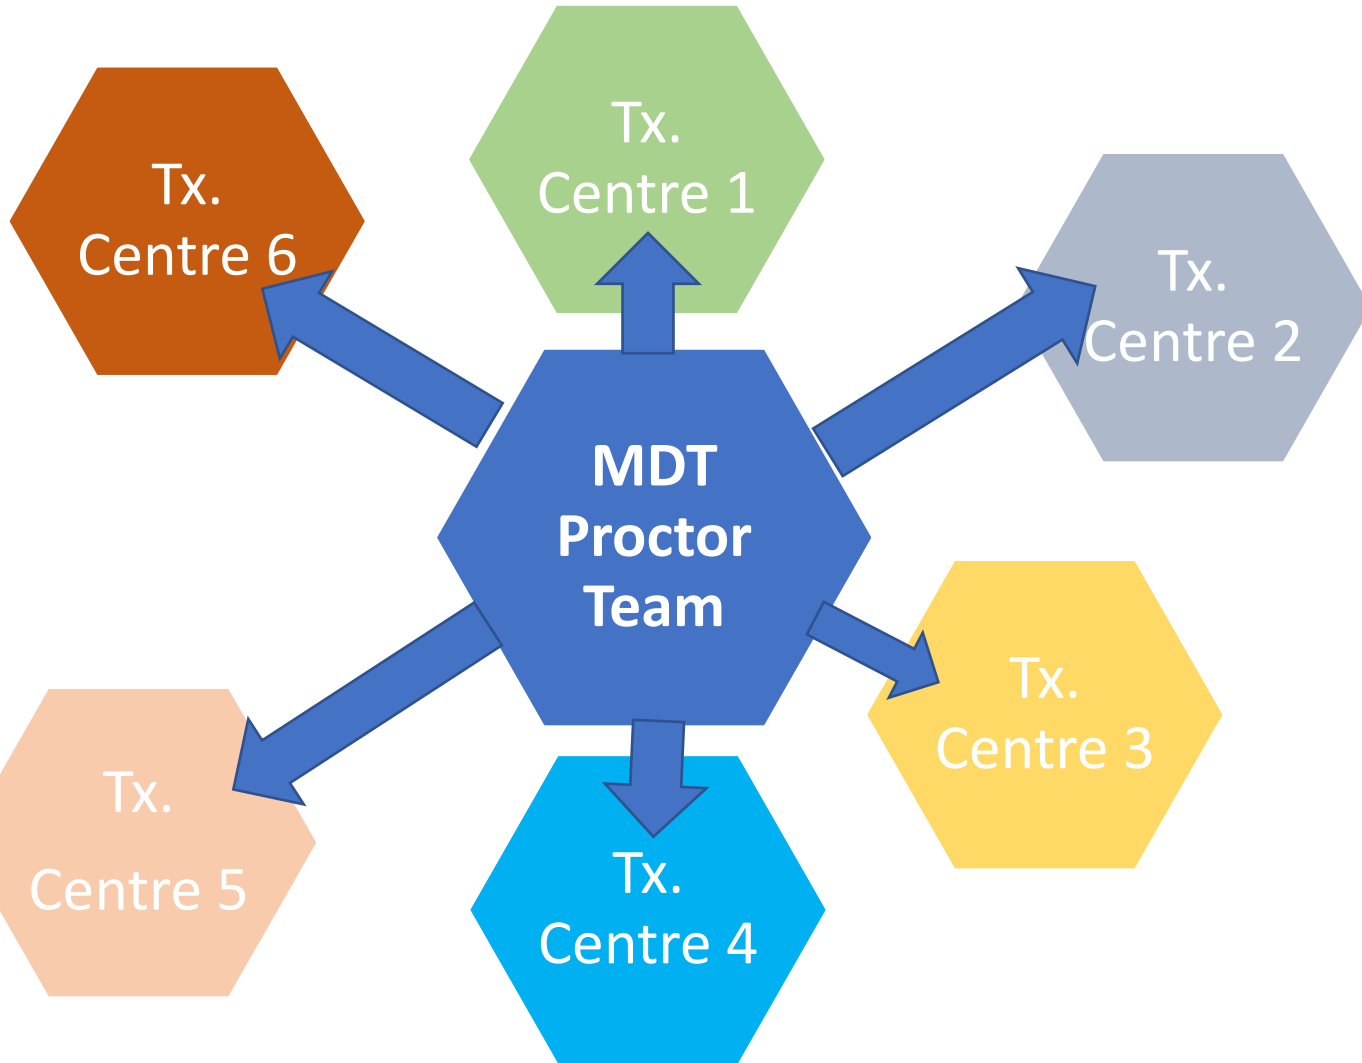 Tx.
Centre 1
Tx.
Centre 6
Tx.
Centre 2
MDT
Proctor
Team
Tx.
Centre 3
Tx.
Centre 5
Tx.
Centre 4